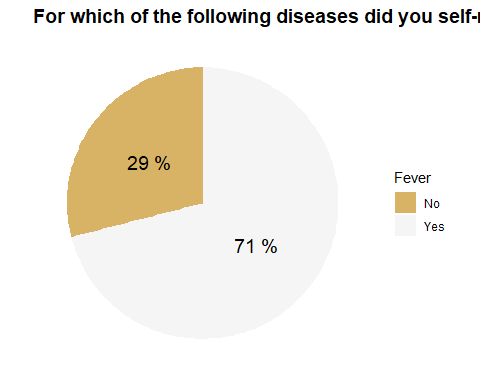 For which of the following diseases did you self-
29 %
71 %
Fever
No
Yes